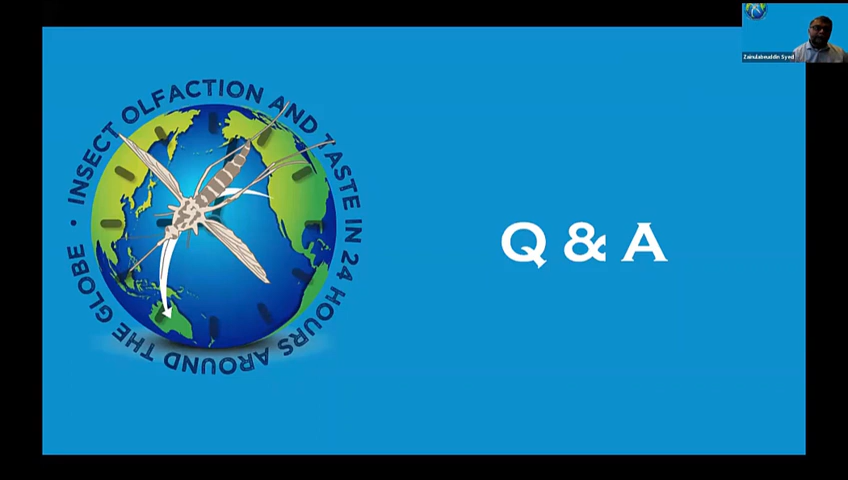 INSECT OLFACTION AND TASTE IN 24 HOURS AROUND THE GLOBE •
Q & A
Zainulabeuddin Syed